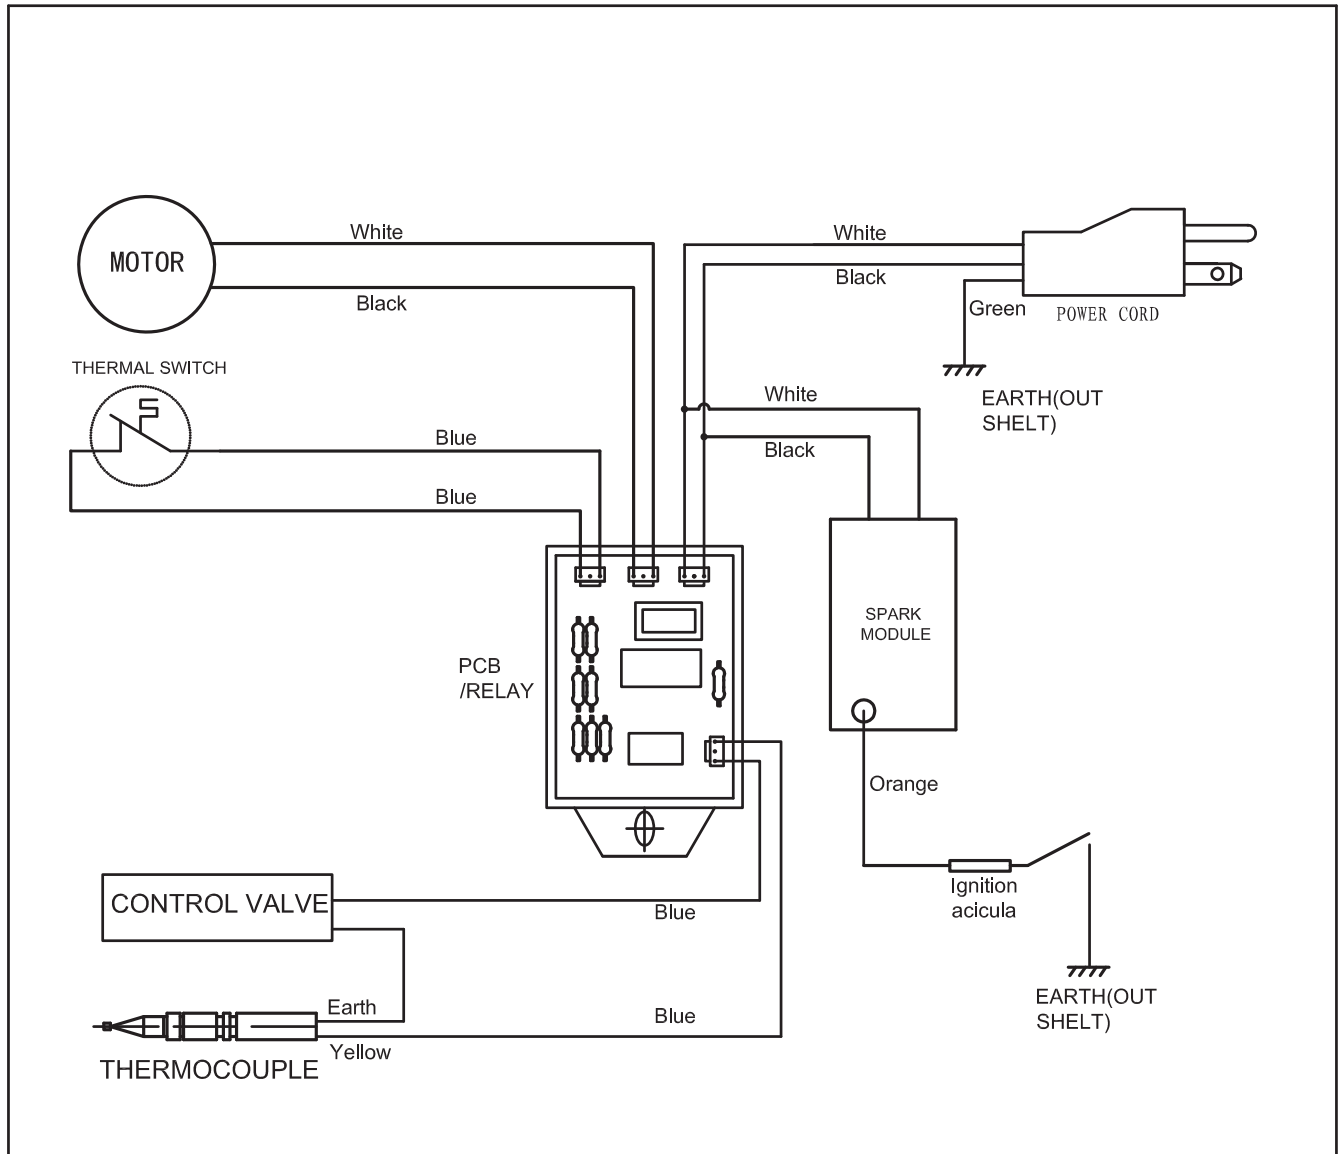 White
MOTOR
Black
White
Black
Green
POWER CORD
THERMAL SWITCH
EARTH(OUT
SHELT)
White
Black
Blue
Blue
SPARK
MODULE
PCB
/RELAY
Orange
Ignition
acicula
CONTROL VALVE
Blue
EARTH(OUT
SHELT)
Earth
Blue
Yellow
THERMOCOUPLE